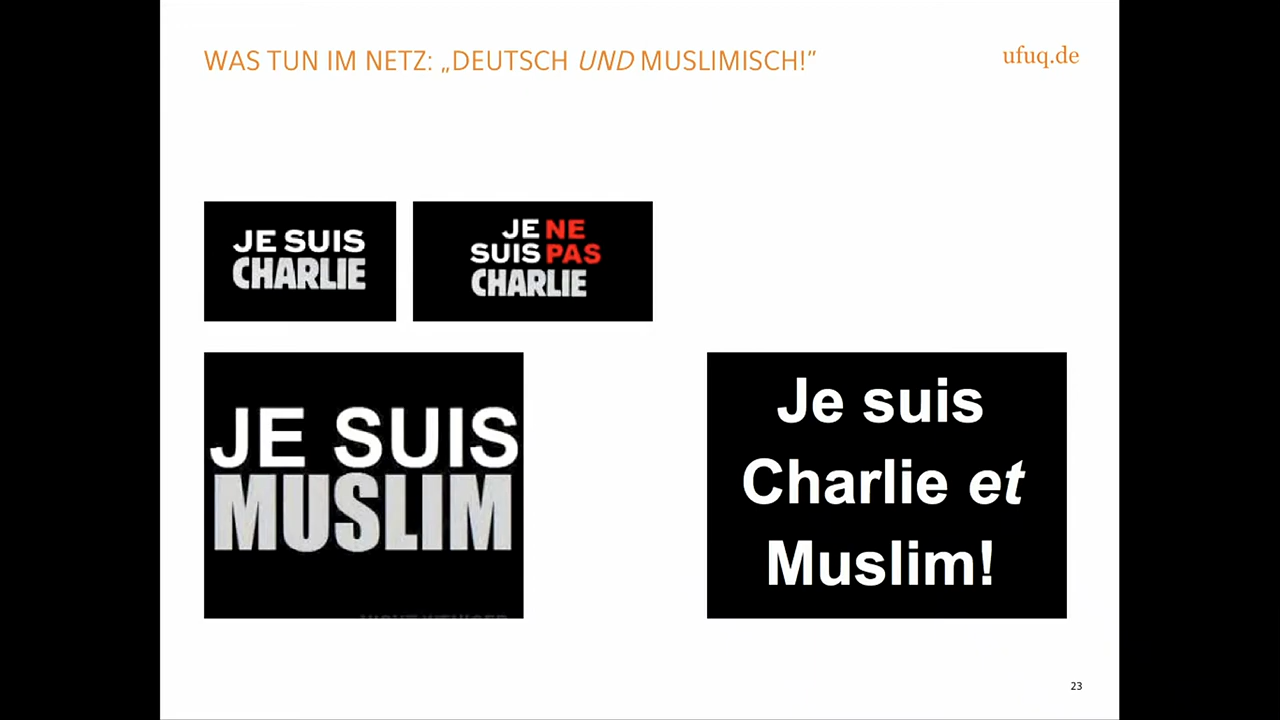 WAS TUN IM NETZ: „DEUTSCH UND MUSLIMISCH!”
ufuq.de
JE SUIS
CHARLIE
JE NE
SUIS PAS
CHARLIE
JE SUIS
MUSLIM
Je suis
Charlie et
Muslim!
23